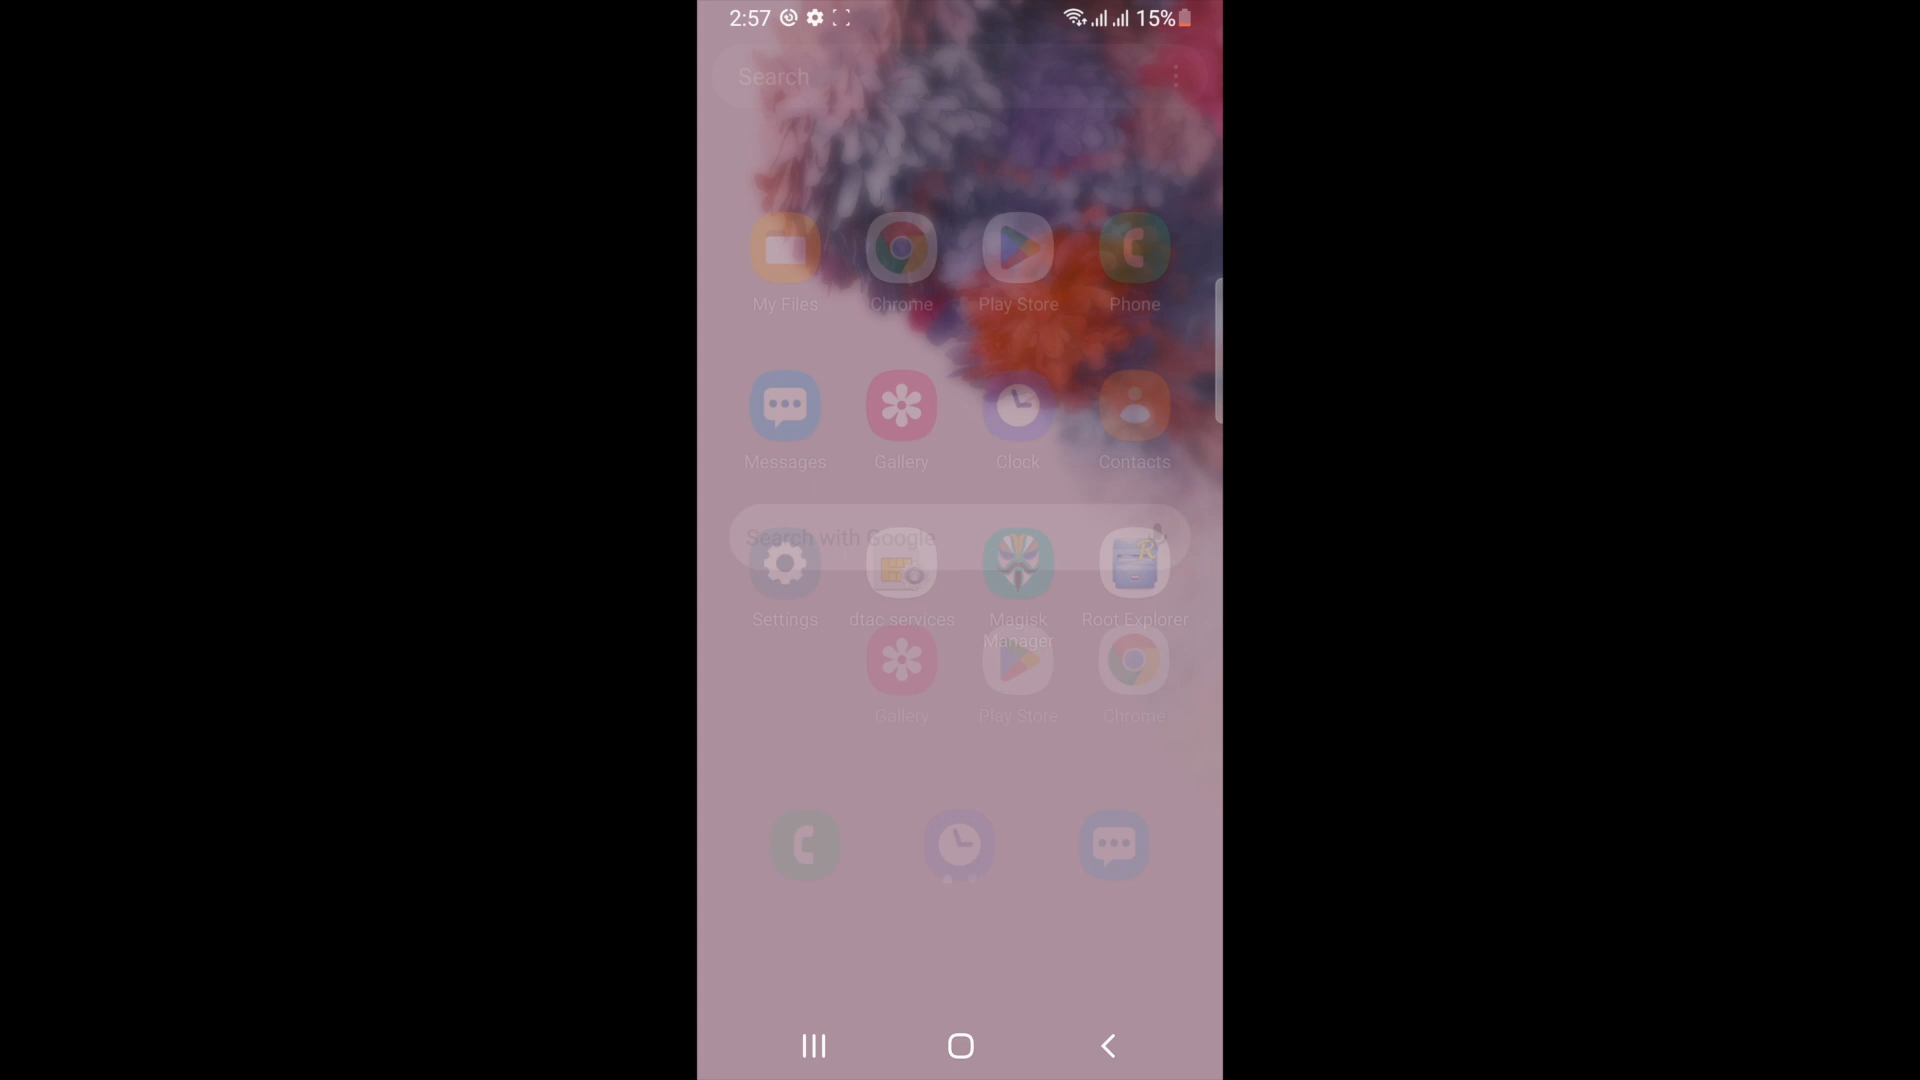 2:57 15%
Search
My Files Chrome Play Store Phone
Messages Gallery Clock Contacts
Search with Google
Settings dtac services Magisk Root Explorer
Manager
Gallery Play Store Chrome